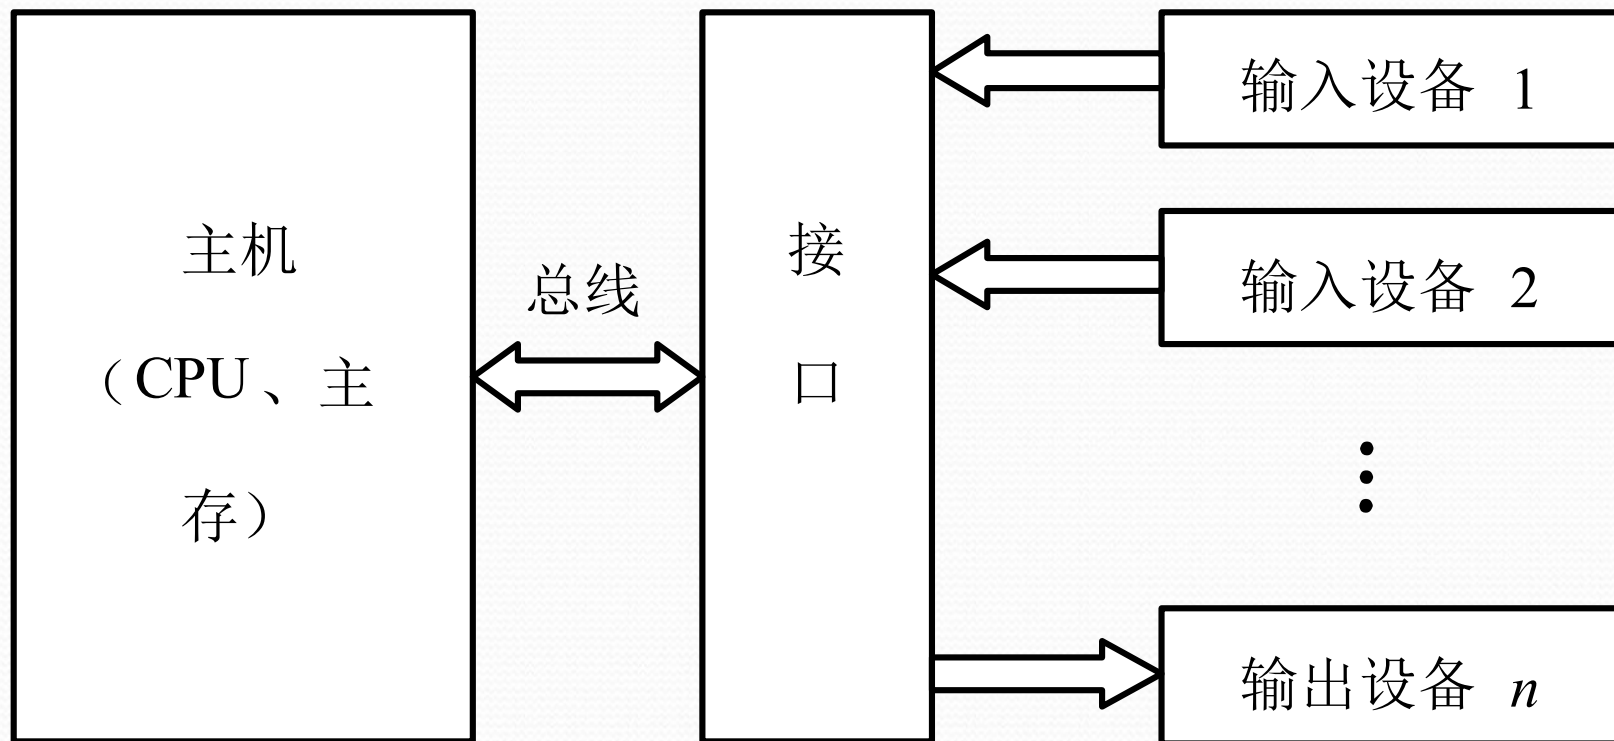 主机
（CPU、主
存）
总线
接
口
输入设备 1
输入设备 2
输出设备 n